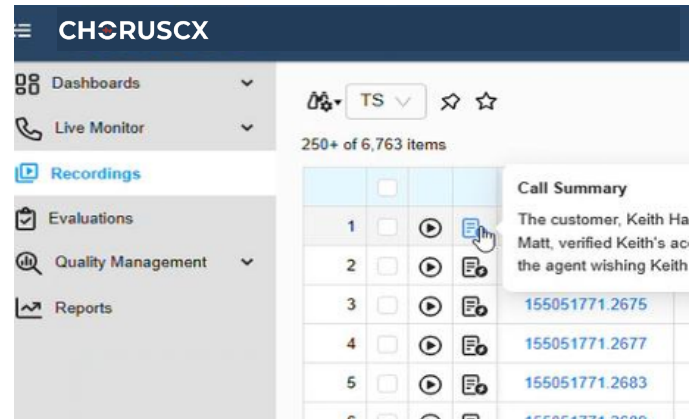 CHORUSCX
Dashboards
Live Monitor
Recordings
Evaluations
Quality Management
Reports
TS
250+ of 6,763 items
Call Summary
The customer, Keith Ha
Matt, verified Keith's acc
the agent wishing Keith
1
2
3 155051771.2675
4 155051771.2677
5 155051771.2683